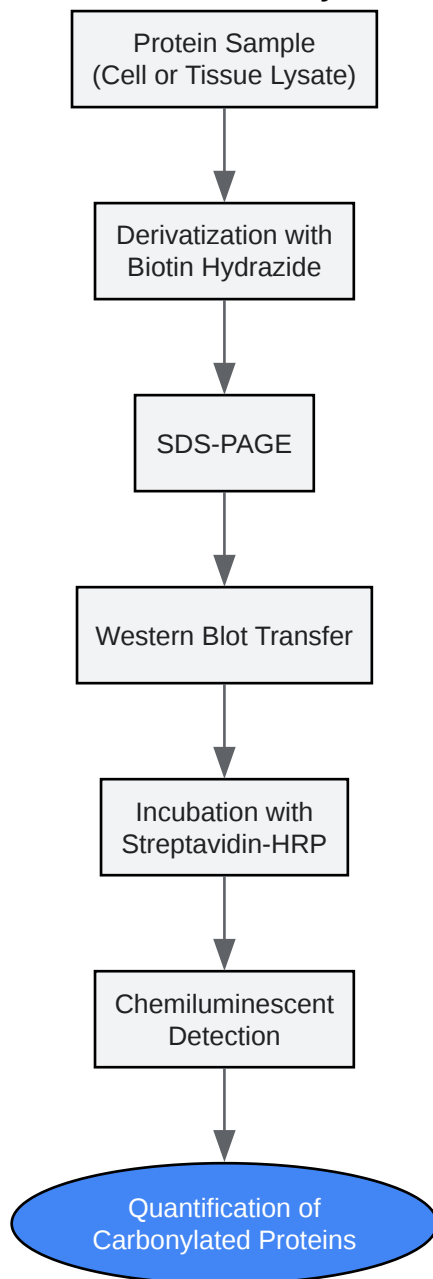 Protein Sample
(Cell or Tissue Lysate)
Derivatization with
Biotin Hydrazide
SDS-PAGE
Western Blot Transfer
Incubation with
Streptavidin-HRP
Chemiluminescent
Detection
Quantification of
Carbonylated Proteins